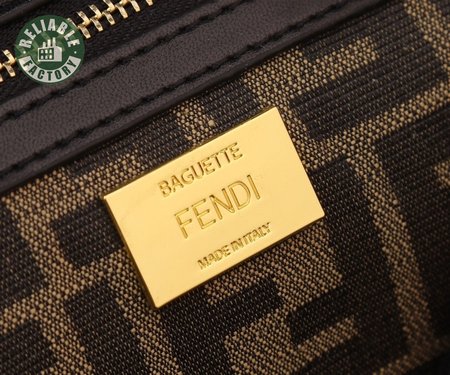 RELIABLE
FACTORY
BAGUETTE
FENDI
MADE IN ITALY